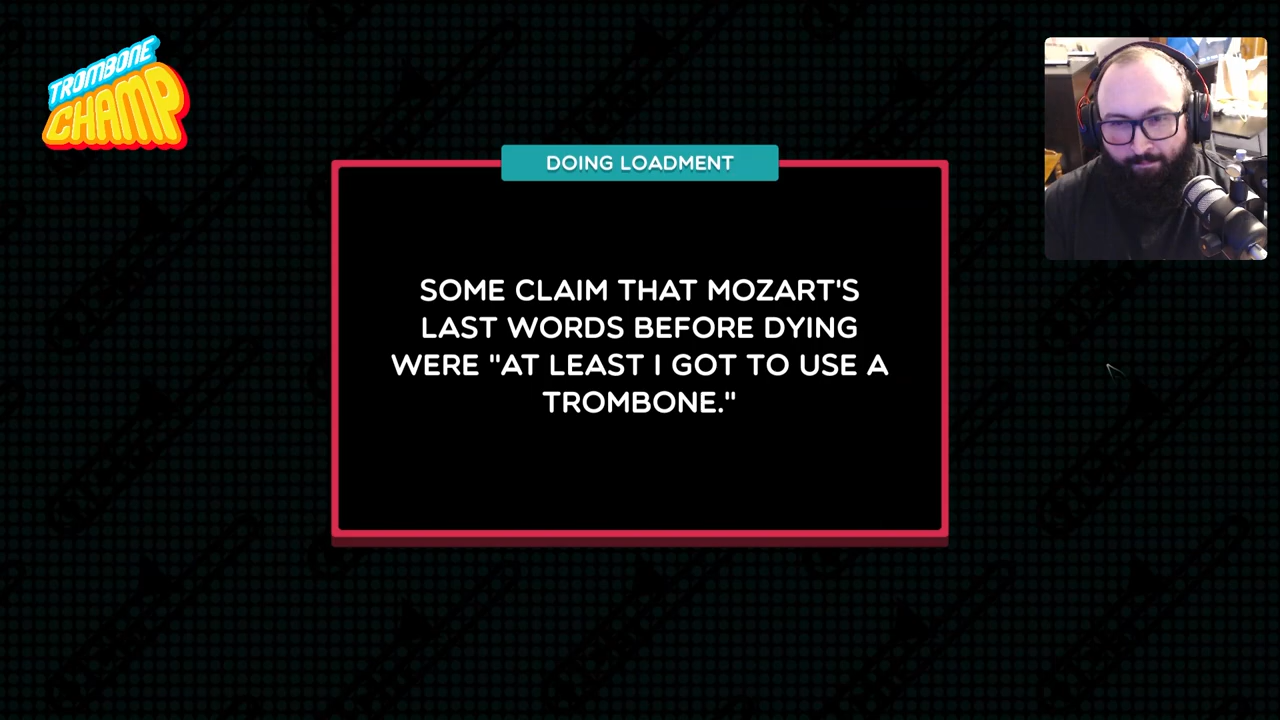 TROMBONE
CHAMP
DOING LOADMENT
SOME CLAIM THAT MOZART'S
LAST WORDS BEFORE DYING
WERE "AT LEAST I GOT TO USE A
TROMBONE."